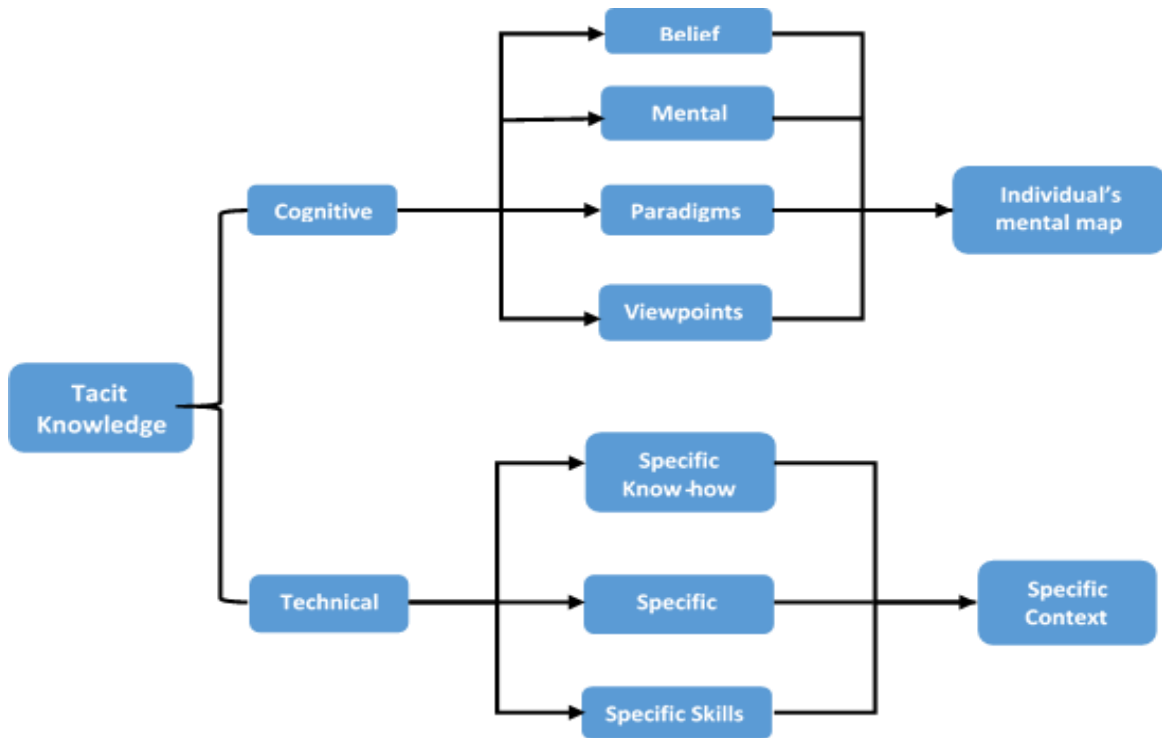 Belief
Mental
Cognitive
Paradigms
Individual's
mental map
Viewpoints
Tacit
Knowledge
Specific
Know-how
Technical
Specific
Specific
Context
Specific Skills